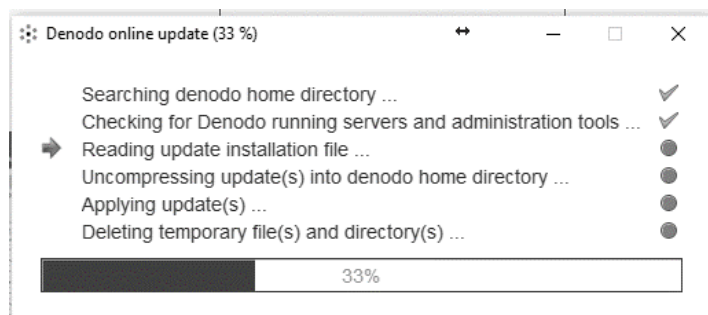 Denodo online update (33 %)
Searching denodo home directory ...
Checking for Denodo running servers and administration tools ...
Reading update installation file ...
Uncompressing update(s) into denodo home directory ...
Applying update(s) ...
Deleting temporary file(s) and directory(s) ...
33%